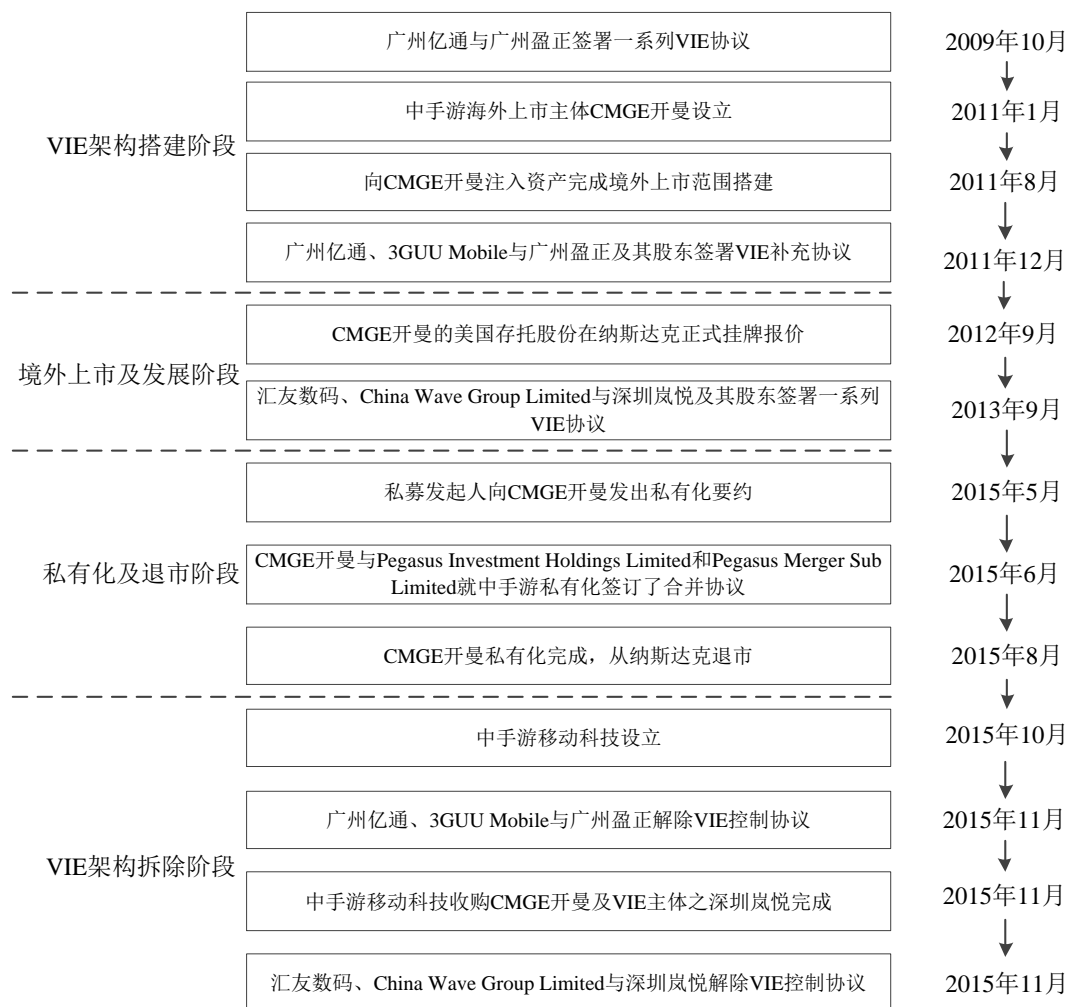 广州亿通与广州盈正签署一系列VIE协议
2009年10月
中手游海外上市主体CMGE开曼设立
2011年1月
VIE架构搭建阶段
向CMGE开曼注入资产完成境外上市范围搭建
2011年8月
广州亿通、3GUU Mobile与广州盈正及其股东签署VIE补充协议
2011年12月
CMGE开曼的美国存托股份在纳斯达克正式挂牌报价
2012年9月
境外上市及发展阶段
汇友数码、China Wave Group Limited与深圳岚悦及其股东签署一系列
VIE协议
2013年9月
私募发起人向CMGE开曼发出私有化要约
2015年5月
私有化及退市阶段
CMGE开曼与Pegasus Investment Holdings Limited和Pegasus Merger Sub
Limited就中手游私有化签订了合并协议
2015年6月
CMGE开曼私有化完成，从纳斯达克退市
2015年8月
中手游移动科技设立
2015年10月
广州亿通、3GUU Mobile与广州盈正解除VIE控制协议
2015年11月
VIE架构拆除阶段
中手游移动科技收购CMGE开曼及VIE主体之深圳岚悦完成
2015年11月
汇友数码、China Wave Group Limited与深圳岚悦解除VIE控制协议
2015年11月